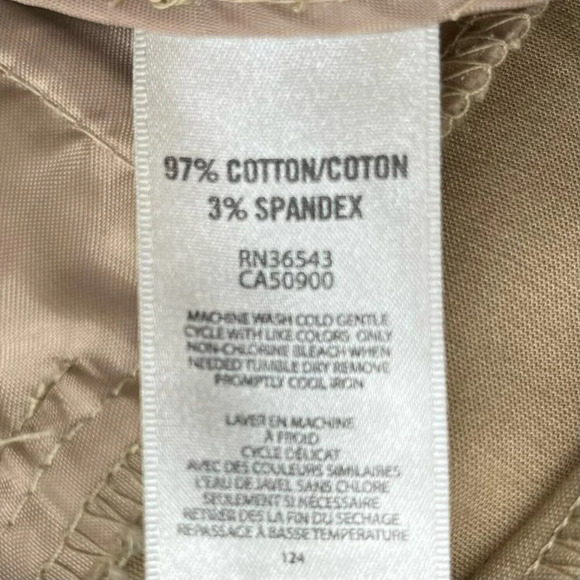 97% COTTON/COTON
3% SPANDEX
RN36543
CA50900
MACHINE WASH COLD GENTLE
CYCLE WITH LIKE COLORS ONLY
NON-CHLORINE BLEACH WHEN
NEEDED TUMBLE DRY REMOVE
PROMPTLY COOL IRON
LAVER EN MACHINE
À FROID
CYCLE DÉLICAT
AVEC DES COULEURS SIMILAIRES
L'EAU DE JAVEL SANS CHLORE
SEULEMENT SI NÉCESSAIRE
RETIRER DES LA FIN DU SECHAGE
REPASSAGE À BASSE TEMPÉRATURE
124